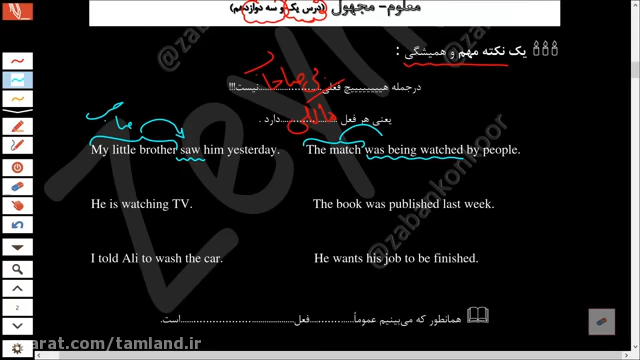 معلوم- مجهول (درس یک و سه دوازدهم)
یک نکته مهم و همیشگی :
درجمله هیییییییییچ فعلی....................نیست!!!
یعنی هر فعل ....................دارد .
My little brother saw him yesterday. The match was being watched by people.
He is watching TV. The book was published last week.
I told Ali to wash the car. He wants his job to be finished.
همانطور که می‌بینیم عموماً..............فعل....................است.
@zabankonkoor
arat.com/tamland.ir
2